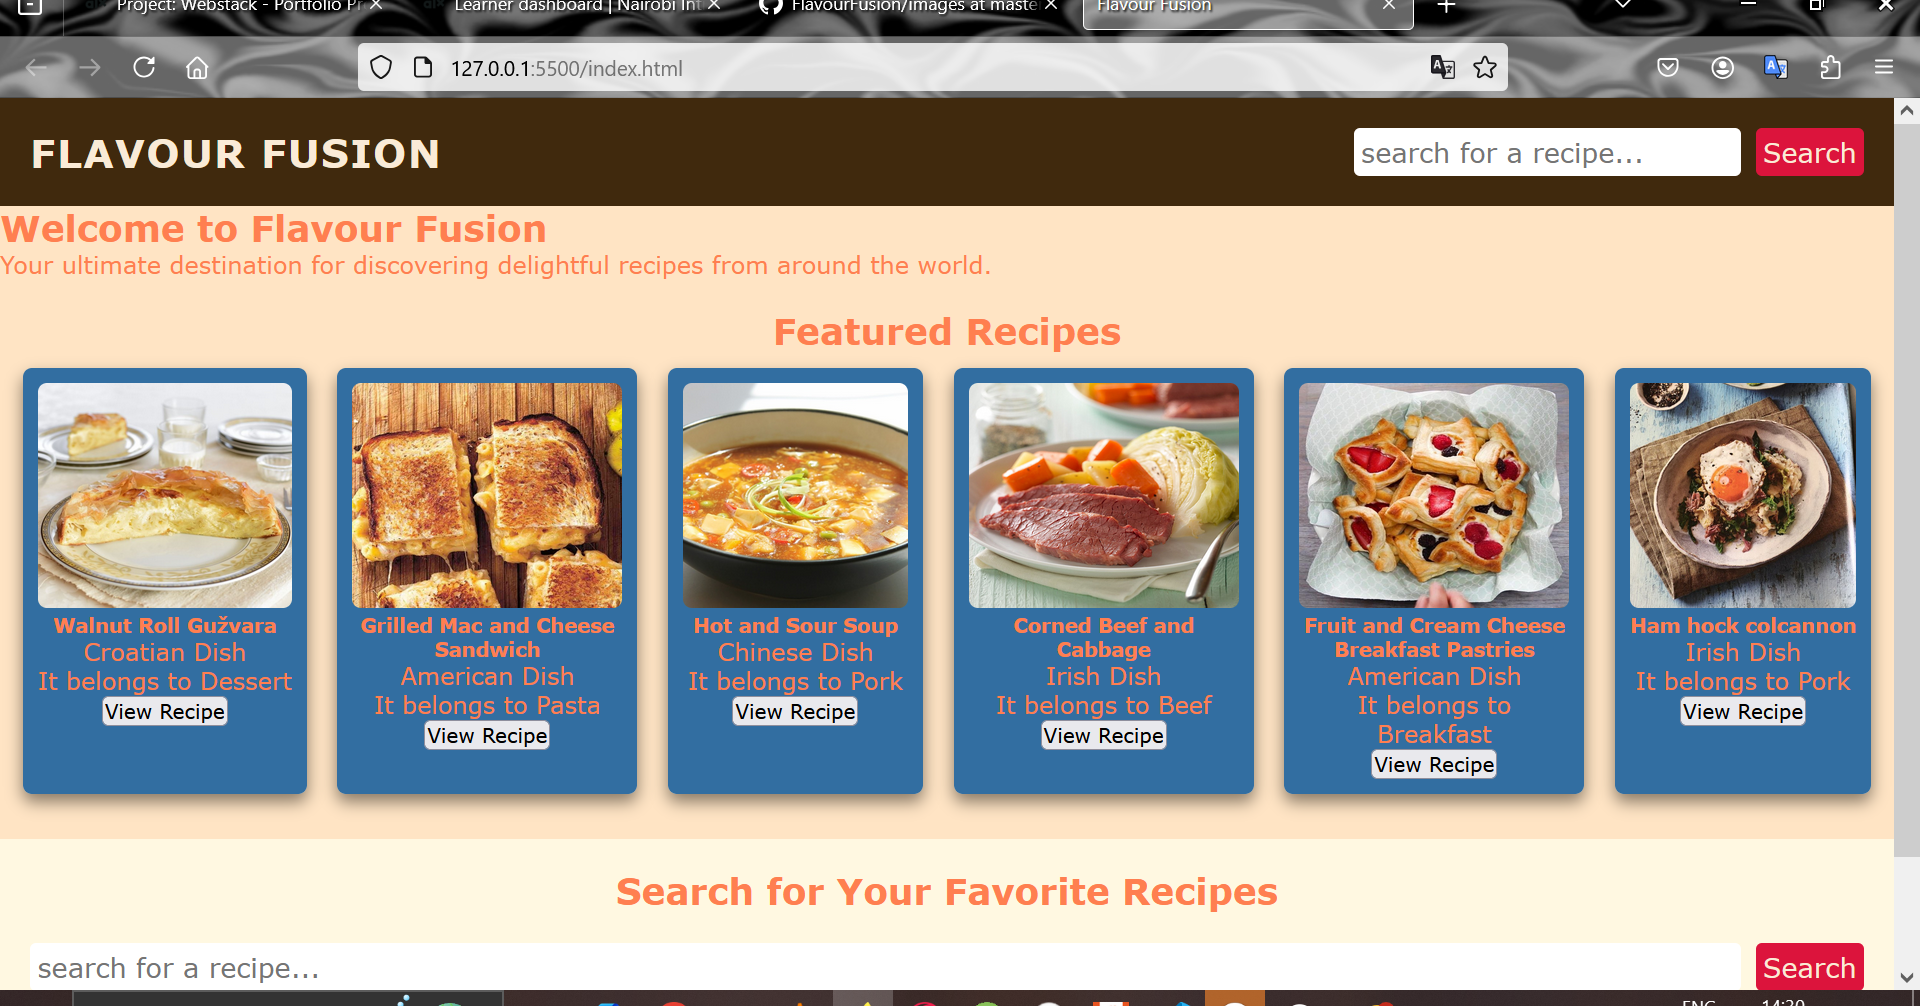 Project: Webstack - Portfolio Pr
Learner dashboard | Nairobi Int
FlavourFusion/images at maste
Flavour Fusion
127.0.0.1:5500/index.html
FLAVOUR FUSION
search for a recipe...
Search
Welcome to Flavour Fusion
Your ultimate destination for discovering delightful recipes from around the world.
Featured Recipes
Walnut Roll Gužvara
Croatian Dish
It belongs to Dessert
View Recipe
Grilled Mac and Cheese
Sandwich
American Dish
It belongs to Pasta
View Recipe
Hot and Sour Soup
Chinese Dish
It belongs to Pork
View Recipe
Corned Beef and
Cabbage
Irish Dish
It belongs to Beef
View Recipe
Fruit and Cream Cheese
Breakfast Pastries
American Dish
It belongs to
Breakfast
View Recipe
Ham hock colcannon
Irish Dish
It belongs to Pork
View Recipe
Search for Your Favorite Recipes
search for a recipe...
Search
ENG
14:20